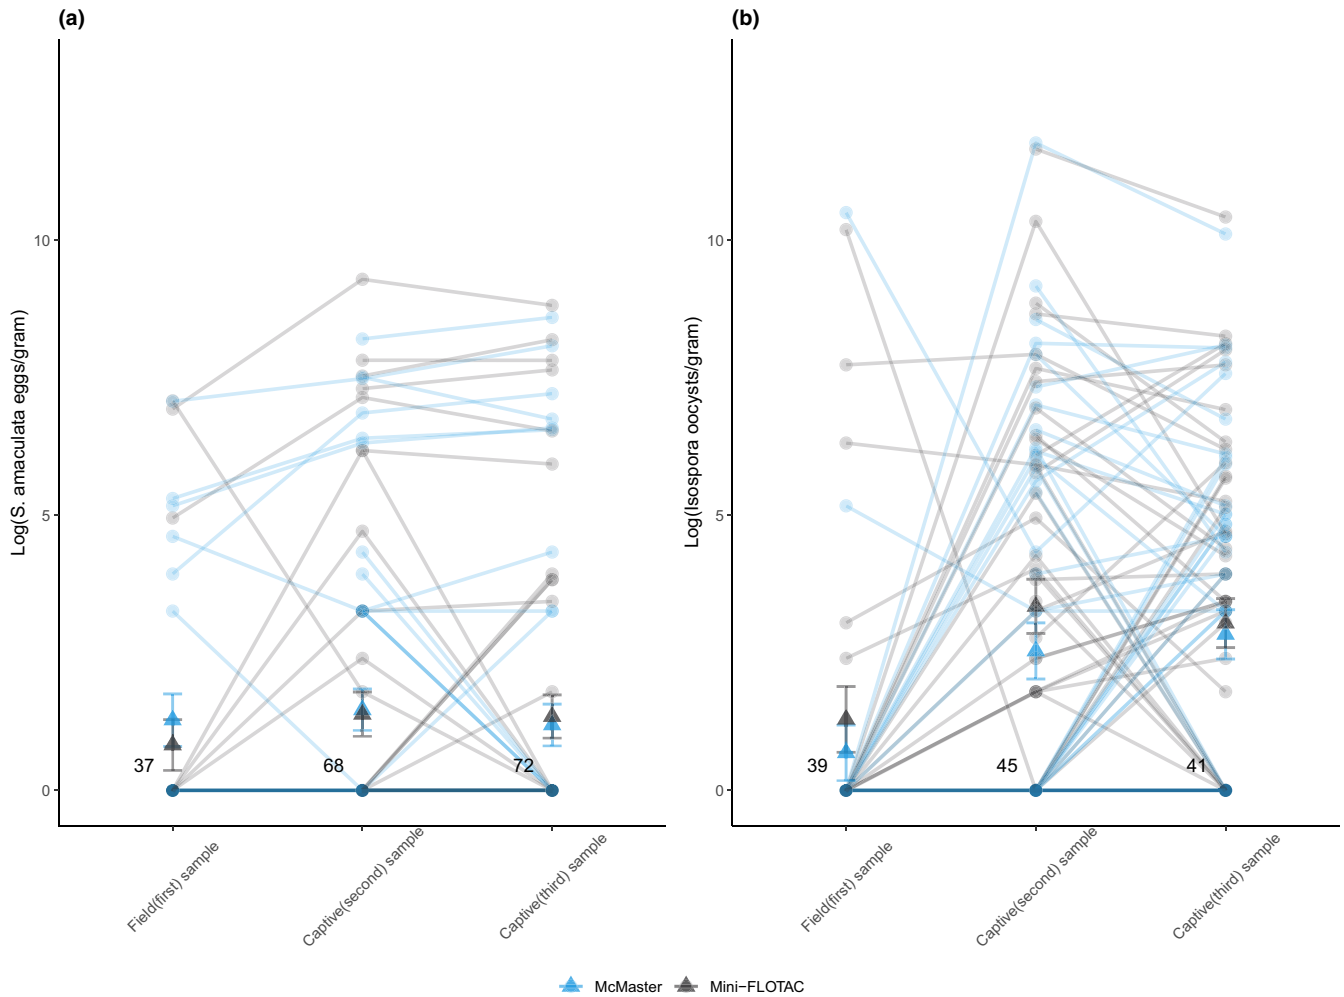 (a)
Log(S. amaculata eggs/gram)
10
5
0
37
68
72
Field(first) sample
Captive(second) sample
Captive(third) sample
(b)
Log(Isospora oocysts/gram)
10
5
0
39
45
41
Field(first) sample
Captive(second) sample
Captive(third) sample
McMaster
Mini−FLOTAC